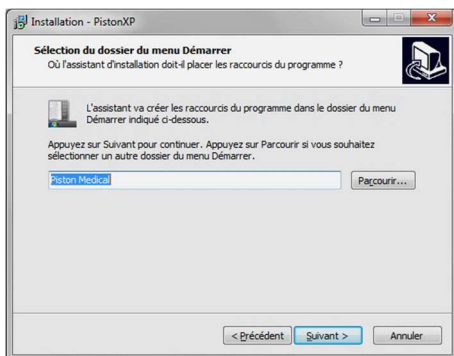 Installation - PistonXP
Sélection du dossier du menu Démarrer
Où l'assistant d'installation doit-il placer les raccourcis du programme ?
L'assistant va créer les raccourcis du programme dans le dossier du menu
Démarrer indiqué ci-dessous.
Appuyez sur Suivant pour continuer. Appuyez sur Parcourir si vous souhaitez
sélectionner un autre dossier du menu Démarrer.
Piston Medical
Parcourir...
< Précédent
Suivant >
Annuler